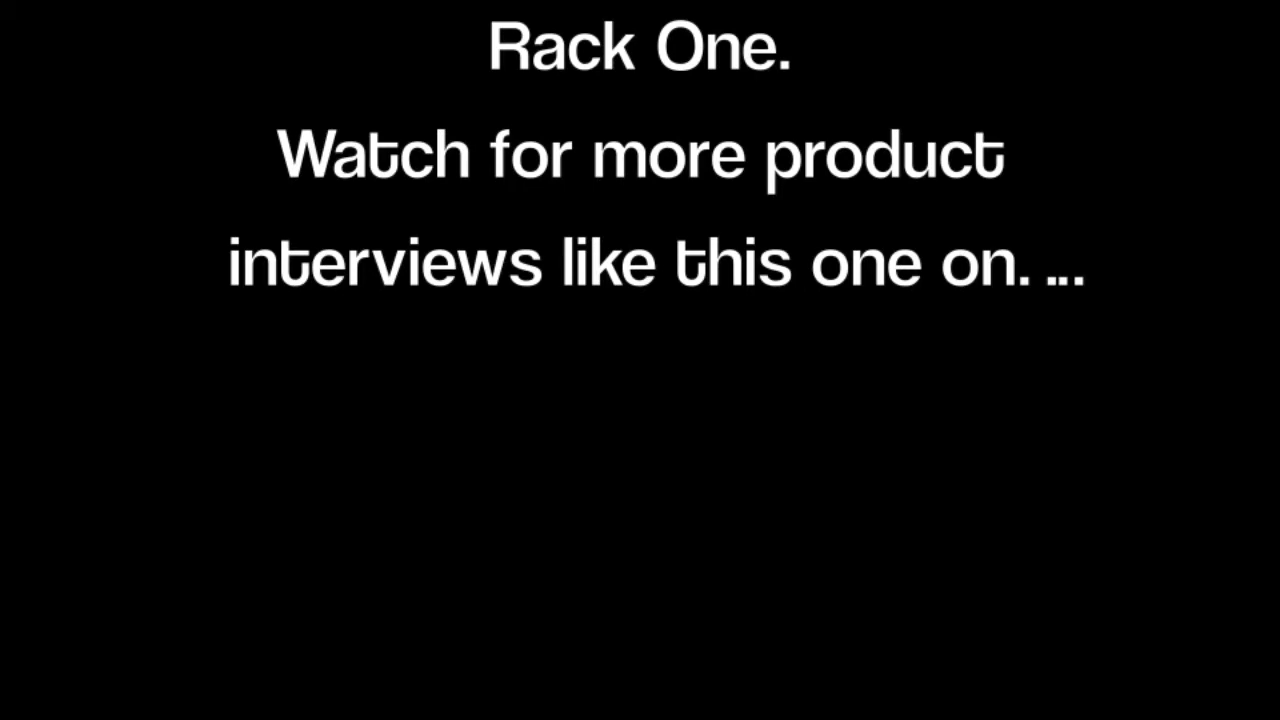 Rack One.
Watch for more product
interviews like this one on. ...